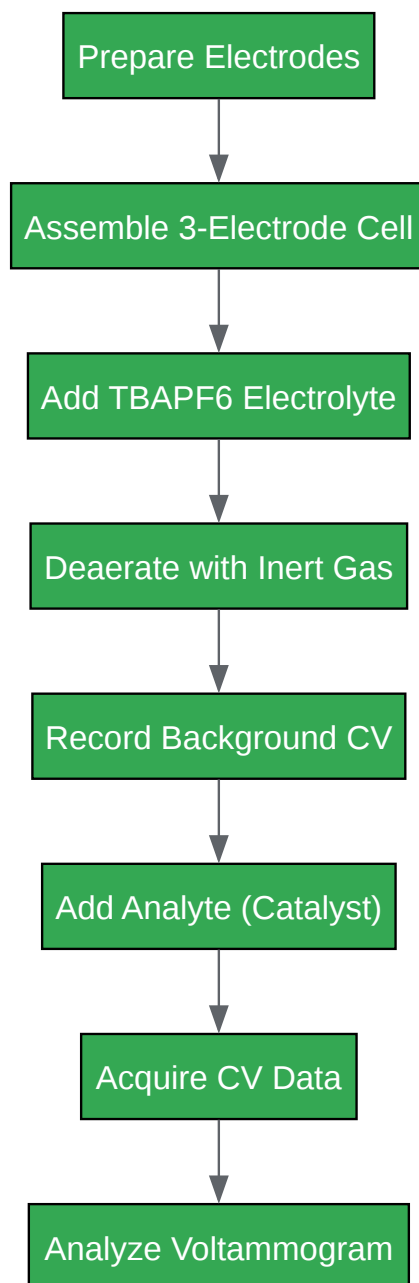 Prepare Electrodes
Assemble 3-Electrode Cell
Add TBAPF6 Electrolyte
Deaerate with Inert Gas
Record Background CV
Add Analyte (Catalyst)
Acquire CV Data
Analyze Voltammogram